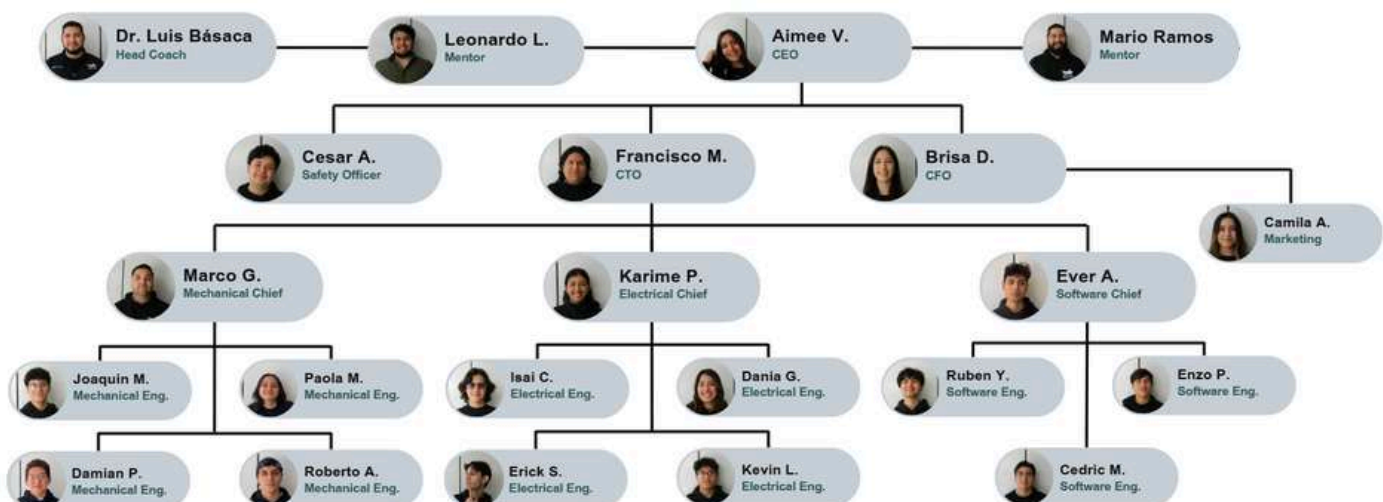 Dr. Luis Básaca
Head Coach
Leonardo L.
Mentor
Aimee V.
CEO
Mario Ramos
Mentor
Cesar A.
Safety Officer
Francisco M.
CTO
Brisa D.
CFO
Camila A.
Marketing
Marco G.
Mechanical Chief
Karime P.
Electrical Chief
Ever A.
Software Chief
Joaquin M.
Mechanical Eng.
Paola M.
Mechanical Eng.
Isai C.
Electrical Eng.
Dania G.
Electrical Eng.
Ruben Y.
Software Eng.
Enzo P.
Software Eng.
Damian P.
Mechanical Eng.
Roberto A.
Mechanical Eng.
Erick S.
Electrical Eng.
Kevin L.
Electrical Eng.
Cedric M.
Software Eng.